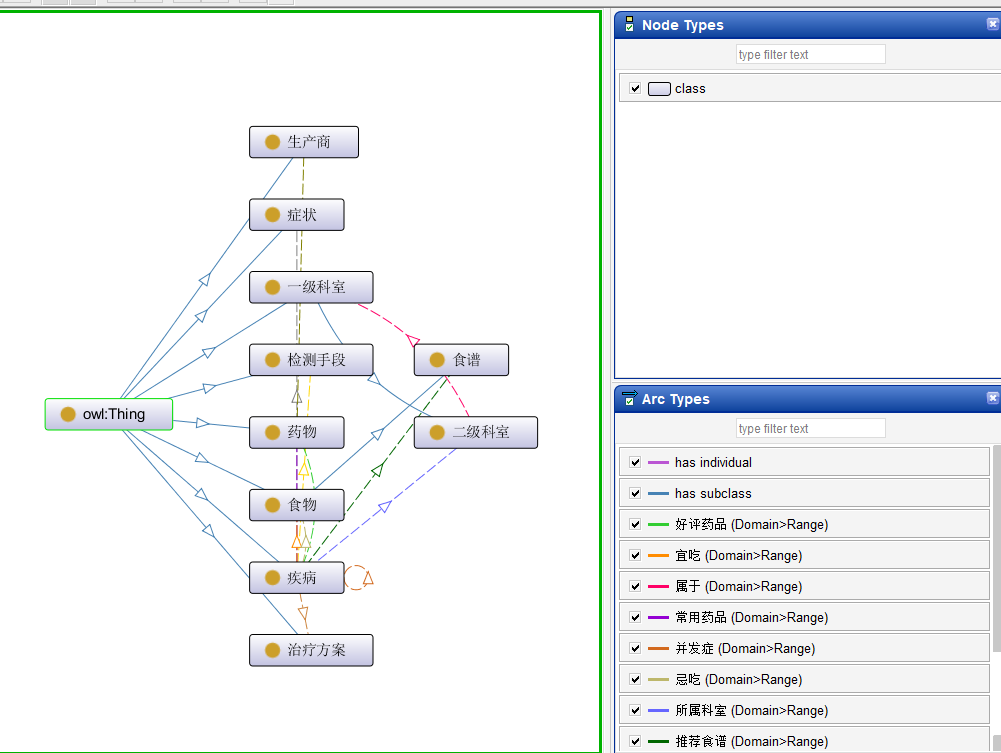 Node Types
type filter text
class
生产商
症状
一级科室
检测手段
食谱
owl:Thing
药物
二级科室
食物
疾病
治疗方案
Arc Types
type filter text
has individual
has subclass
好评药品 (Domain>Range)
宜吃 (Domain>Range)
属于 (Domain>Range)
常用药品 (Domain>Range)
并发症 (Domain>Range)
忌吃 (Domain>Range)
所属科室 (Domain>Range)
推荐食谱 (Domain>Range)